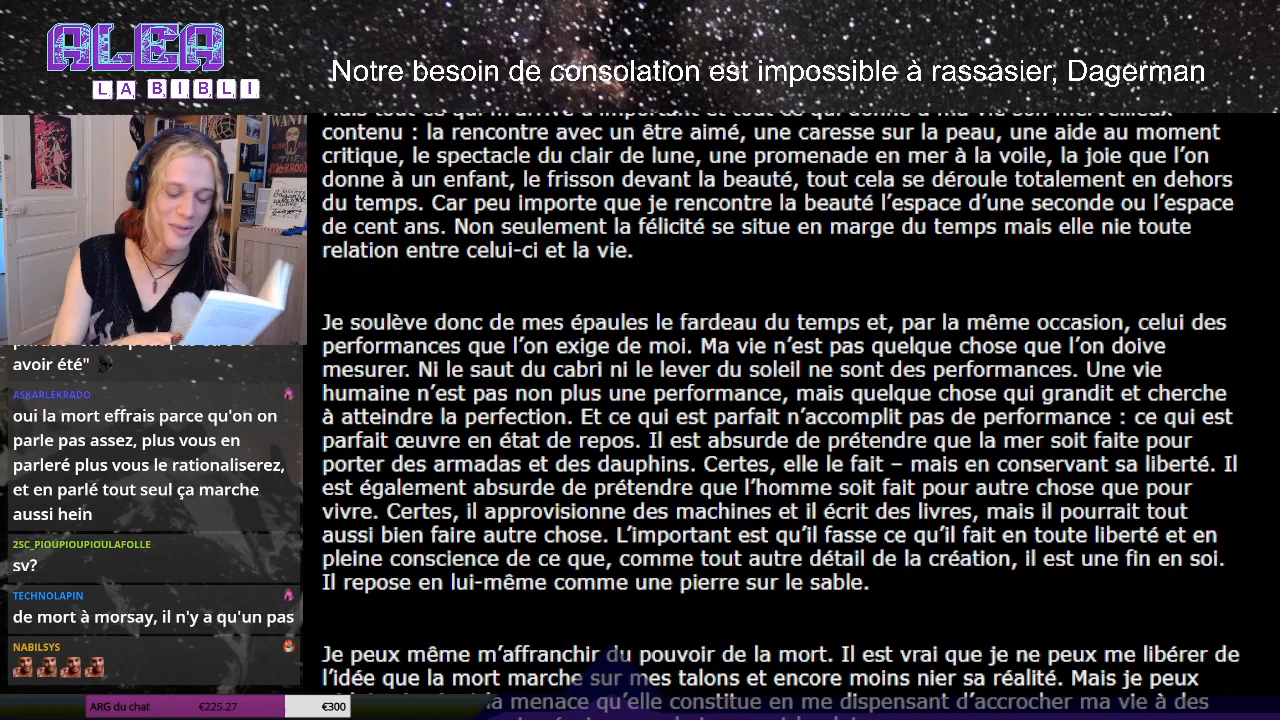 ALEA
LA BIBLI
Notre besoin de consolation est impossible à rassasier, Dagerman
contenu : la rencontre avec un être aimé, une caresse sur la peau, une aide au moment
critique, le spectacle du clair de lune, une promenade en mer à la voile, la joie que l’on
donne à un enfant, le frisson devant la beauté, tout cela se déroule totalement en dehors
du temps. Car peu importe que je rencontre la beauté l’espace d’une seconde ou l’espace
de cent ans. Non seulement la félicité se situe en marge du temps mais elle nie toute
relation entre celui-ci et la vie.
Je soulève donc de mes épaules le fardeau du temps et, par la même occasion, celui des
performances que l’on exige de moi. Ma vie n’est pas quelque chose que l’on doive
mesurer. Ni le saut du cabri ni le lever du soleil ne sont des performances. Une vie
humaine n’est pas non plus une performance, mais quelque chose qui grandit et cherche
à atteindre la perfection. Et ce qui est parfait n’accomplit pas de performance : ce qui est
parfait œuvre en état de repos. Il est absurde de prétendre que la mer soit faite pour
porter des armadas et des dauphins. Certes, elle le fait – mais en conservant sa liberté. Il
est également absurde de prétendre que l’homme soit fait pour autre chose que pour
vivre. Certes, il approvisionne des machines et il écrit des livres, mais il pourrait tout
aussi bien faire autre chose. L’important est qu’il fasse ce qu’il fait en toute liberté et en
pleine conscience de ce que, comme tout autre détail de la création, il est une fin en soi.
Il repose en lui-même comme une pierre sur le sable.
Je peux même m’affranchir du pouvoir de la mort. Il est vrai que je ne peux me libérer de
l’idée que la mort marche sur mes talons et encore moins nier sa réalité. Mais je peux
la menace qu’elle constitue en me dispensant d’accrocher ma vie à des
WANTED
avoir été"
ASKARLEKRADO
oui la mort effrais parce qu'on on
parle pas assez, plus vous en
parleré plus vous le rationaliserez,
et en parlé tout seul ça marche
aussi hein
2SC_PIOUPIOUPIOULAFOLLE
sv?
TECHNOLAPIN
de mort à morsay, il n'y a qu'un pas
NABILSYS
ARG du chat €225.27 €300